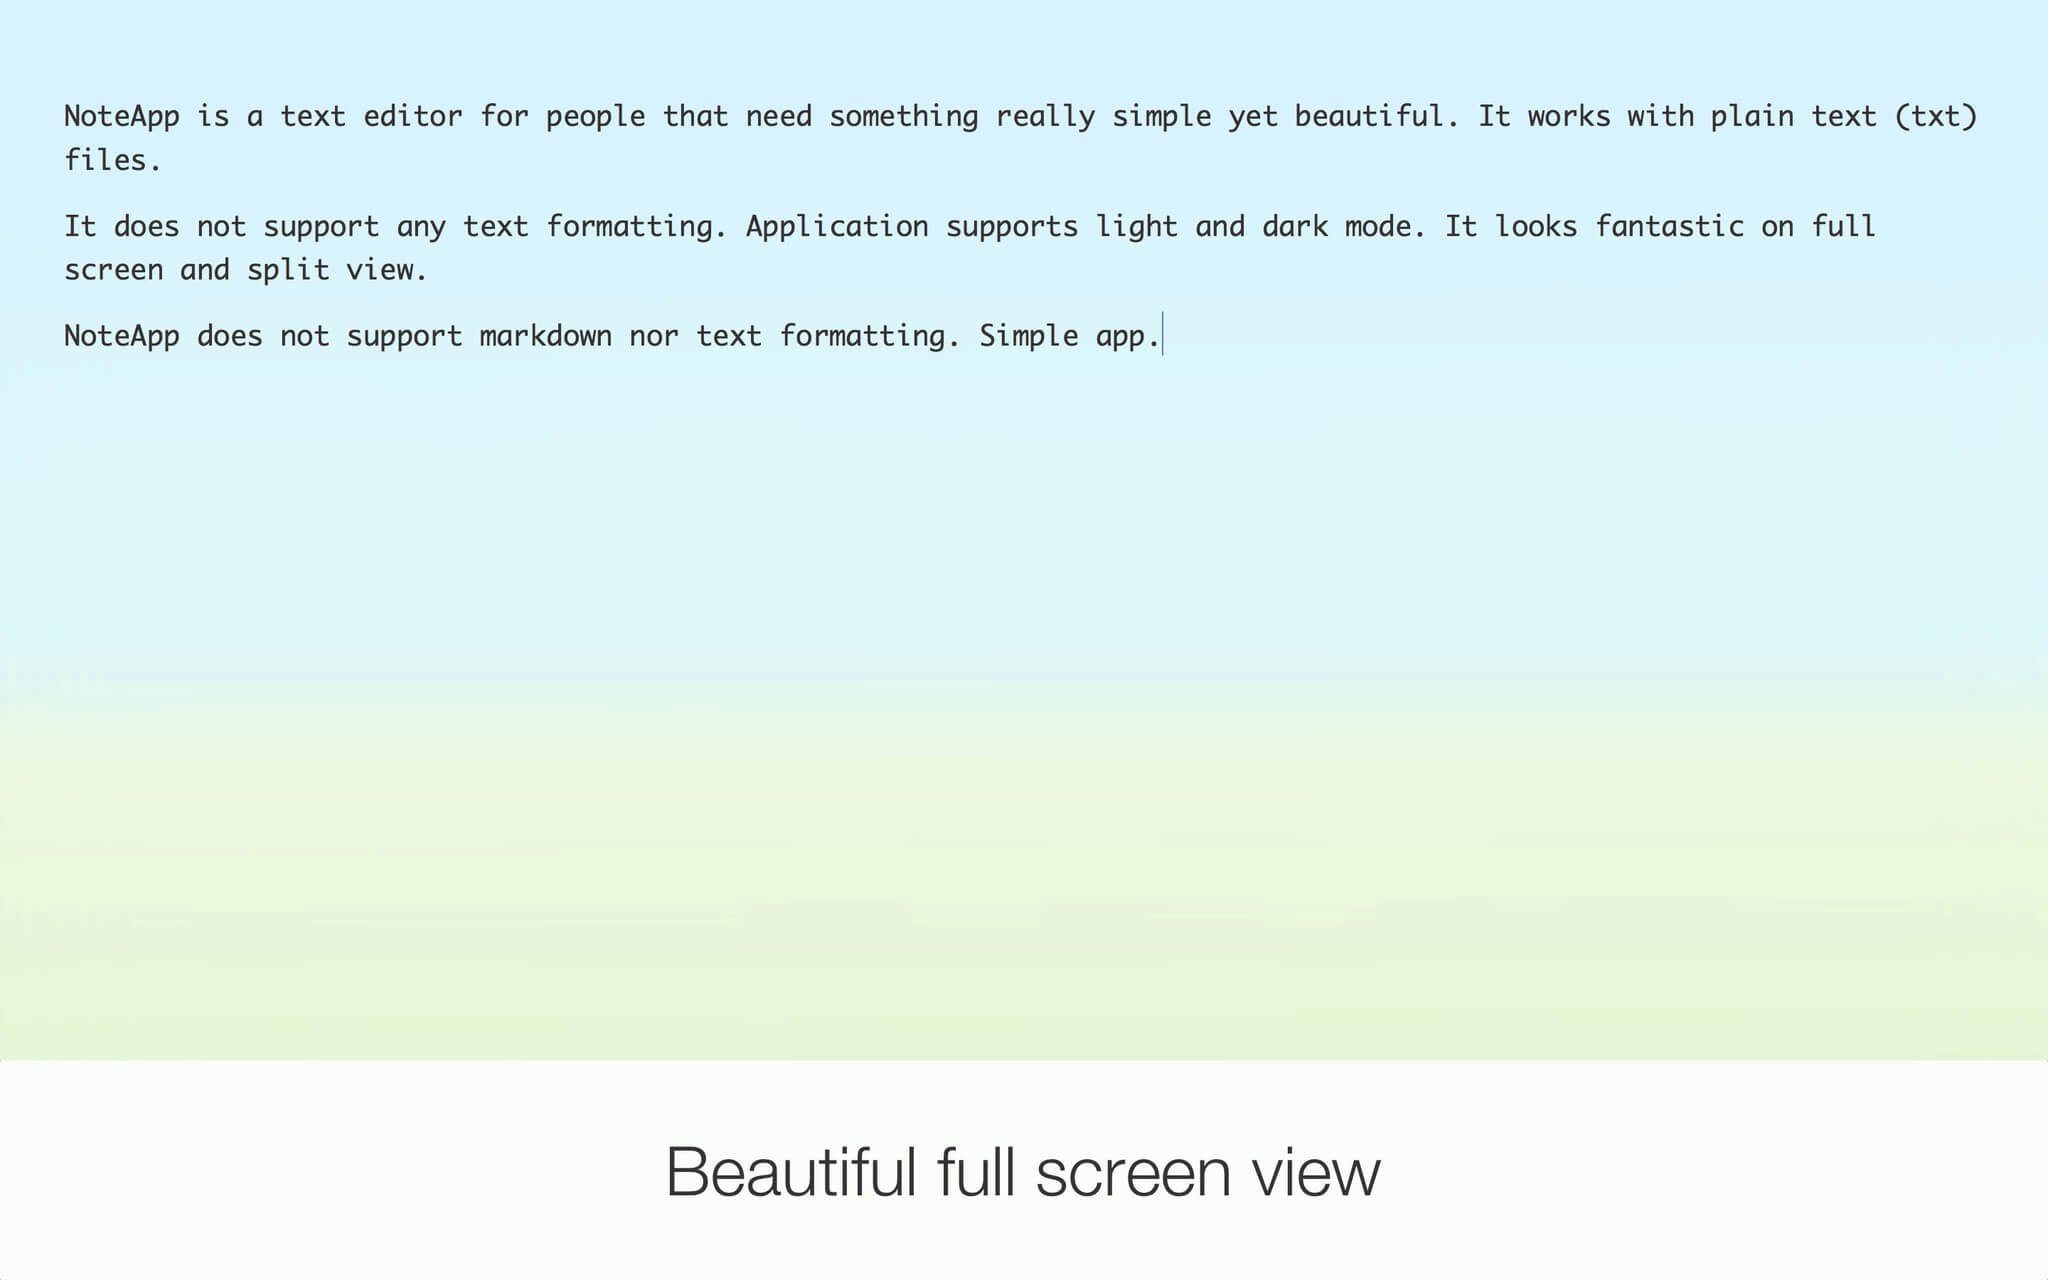 NoteApp is a text editor for people that need something really simple yet beautiful. It works with plain text (txt)
files.
It does not support any text formatting. Application supports light and dark mode. It looks fantastic on full
screen and split view.
NoteApp does not support markdown nor text formatting. Simple app.
Beautiful full screen view